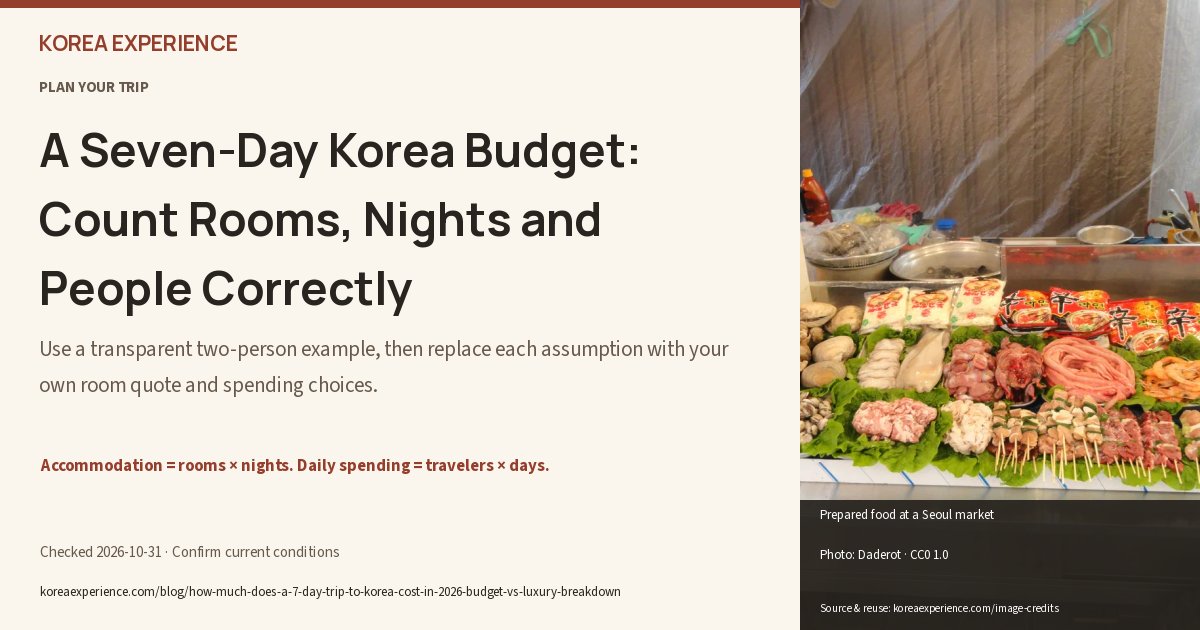 KOREA EXPERIENCE
PLAN YOUR TRIP
A Seven-Day Korea Budget:
Count Rooms, Nights and
People Correctly
Use a transparent two-person example, then replace each assumption with your
own room quote and spending choices.
Accommodation = rooms × nights. Daily spending = travelers × days.
Checked 2026-10-31 · Confirm current conditions
koreaexperience.com/blog/how-much-does-a-7-day-trip-to-korea-cost-in-2026-budget-vs-luxury-breakdown
辛
辛
辛
辛
Prepared food at a Seoul market
Photo: Daderot · CC0 1.0
Source & reuse: koreaexperience.com/image-credits